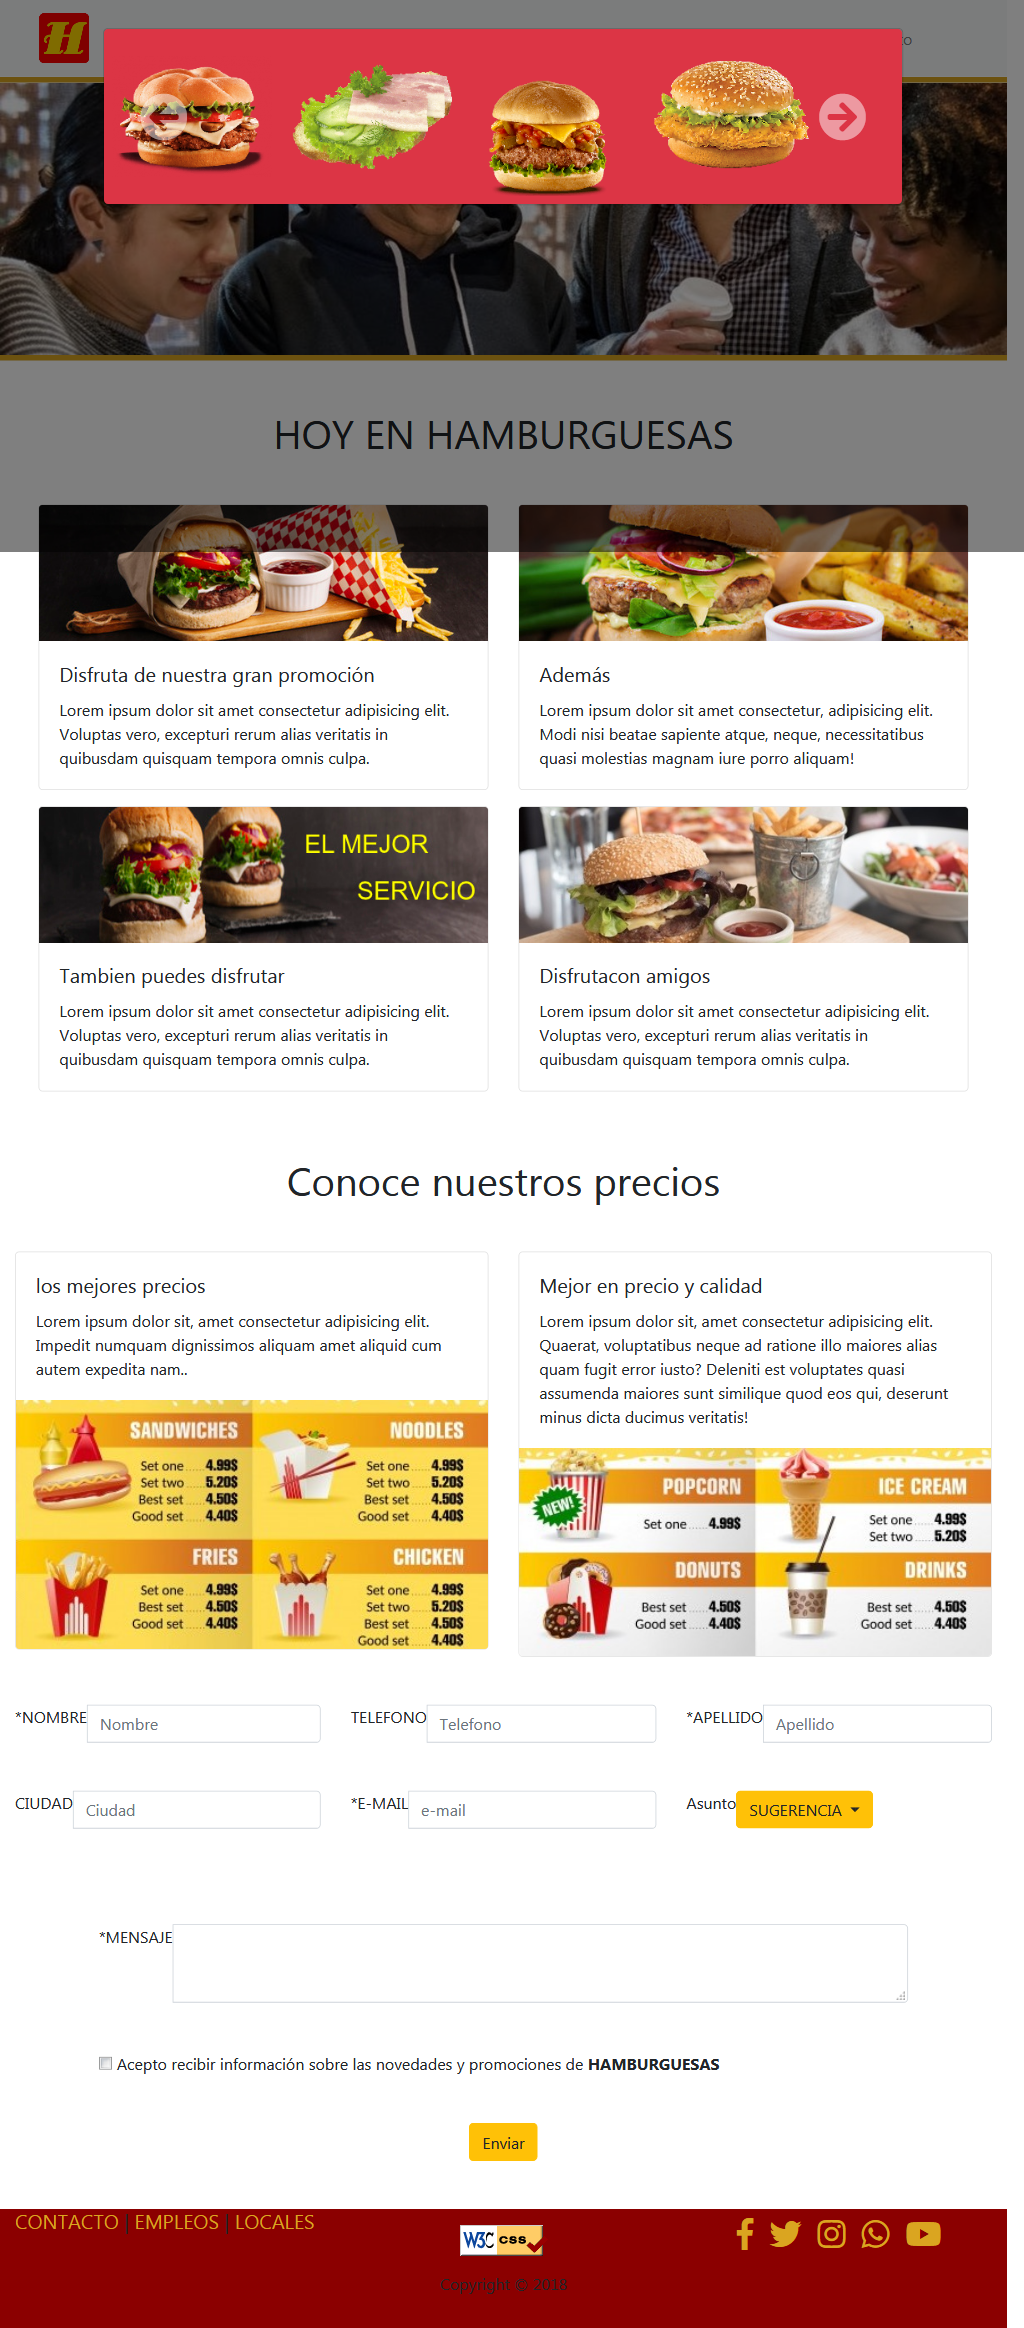 H
HOY EN HAMBURGUESAS
Disfruta de nuestra gran promoción
Lorem ipsum dolor sit amet consectetur adipisicing elit.
Voluptas vero, excepturi rerum alias veritatis in
quibusdam quisquam tempora omnis culpa.
Además
Lorem ipsum dolor sit amet consectetur, adipisicing elit.
Modi nisi beatae sapiente atque, neque, necessitatibus
quasi molestias magnam iure porro aliquam!
EL MEJOR
SERVICIO
Tambien puedes disfrutar
Lorem ipsum dolor sit amet consectetur adipisicing elit.
Voluptas vero, excepturi rerum alias veritatis in
quibusdam quisquam tempora omnis culpa.
Disfrutacon amigos
Lorem ipsum dolor sit amet consectetur adipisicing elit.
Voluptas vero, excepturi rerum alias veritatis in
quibusdam quisquam tempora omnis culpa.
Conoce nuestros precios
los mejores precios
Lorem ipsum dolor sit, amet consectetur adipisicing elit.
Impedit numquam dignissimos aliquam amet aliquid cum
autem expedita nam..
SANDWICHES
Set one ..... 4.99$
Set two ..... 5.20$
Best set ..... 4.50$
Good set ..... 4.40$
NOODLES
Set one ..... 4.99$
Set two ..... 5.20$
Best set ..... 4.50$
Good set ..... 4.40$
FRIES
Set one ..... 4.99$
Best set ..... 4.50$
Good set ..... 4.40$
CHICKEN
Set one ..... 4.99$
Set two ..... 5.20$
Best set ..... 4.50$
Good set ..... 4.40$
Mejor en precio y calidad
Lorem ipsum dolor sit, amet consectetur adipisicing elit.
Quaerat, voluptatibus neque ad ratione illo maiores alias
quam fugit error iusto? Deleniti est voluptates quasi
assumenda maiores sunt similique quod eos qui, deserunt
minus dicta ducimus veritatis!
NEW!
POPCORN
Set one ..... 4.99$
ICE CREAM
Set one ..... 4.99$
Set two ..... 5.20$
DONUTS
Best set ..... 4.50$
Good set ..... 4.40$
DRINKS
Best set ..... 4.50$
Good set ..... 4.40$
*NOMBRE Nombre
TELEFONO Telefono
*APELLIDO Apellido
CIUDAD Ciudad
*E-MAIL e-mail
Asunto SUGERENCIA
*MENSAJE
Acepto recibir información sobre las novedades y promociones de HAMBURGUESAS
Enviar
CONTACTO | EMPLEOS | LOCALES
W3C css
Copyright © 2018